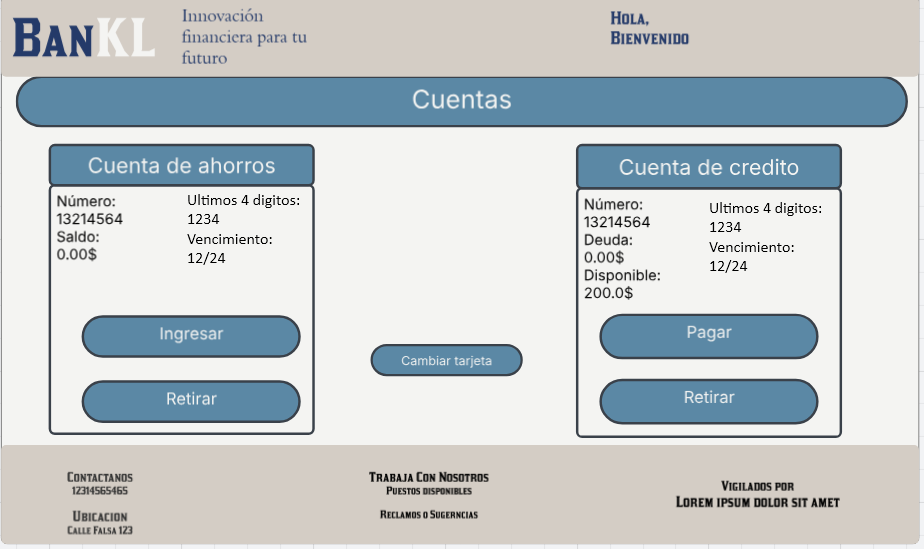 BanKL
Innovación
financiera para tu
futuro
Hola,
Bienvenido
Cuentas
Cuenta de ahorros
Número:
13214564
Saldo:
0.00$
Ultimos 4 digitos:
1234
Vencimiento:
12/24
Ingresar
Retirar
Cambiar tarjeta
Cuenta de credito
Número:
13214564
Deuda:
0.00$
Disponible:
200.0$
Ultimos 4 digitos:
1234
Vencimiento:
12/24
Pagar
Retirar
Contactanos
12314565465
Ubicacion
Calle Falsa 123
Trabaja Con Nosotros
Puestos disponibles
Reclamos o Sugerncias
Vigilados por
Lorem ipsum dolor sit amet